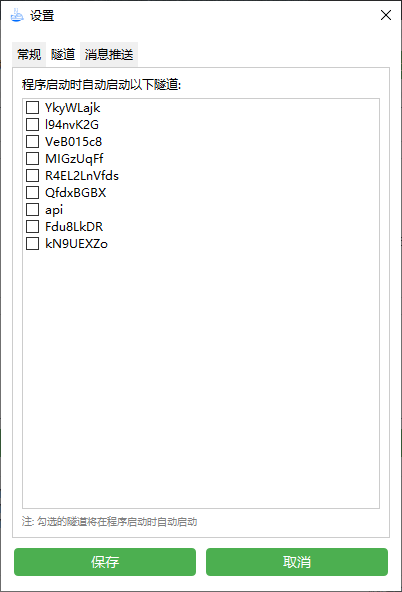 设置
常规 隧道 消息推送
程序启动时自动启动以下隧道:
YkyWLajk
l94nvK2G
VeB015c8
MIGzUqFf
R4EL2LnVfds
QfdxBGBX
api
Fdu8LkDR
kN9UEXZo
注: 勾选的隧道将在程序启动时自动启动
保存 取消